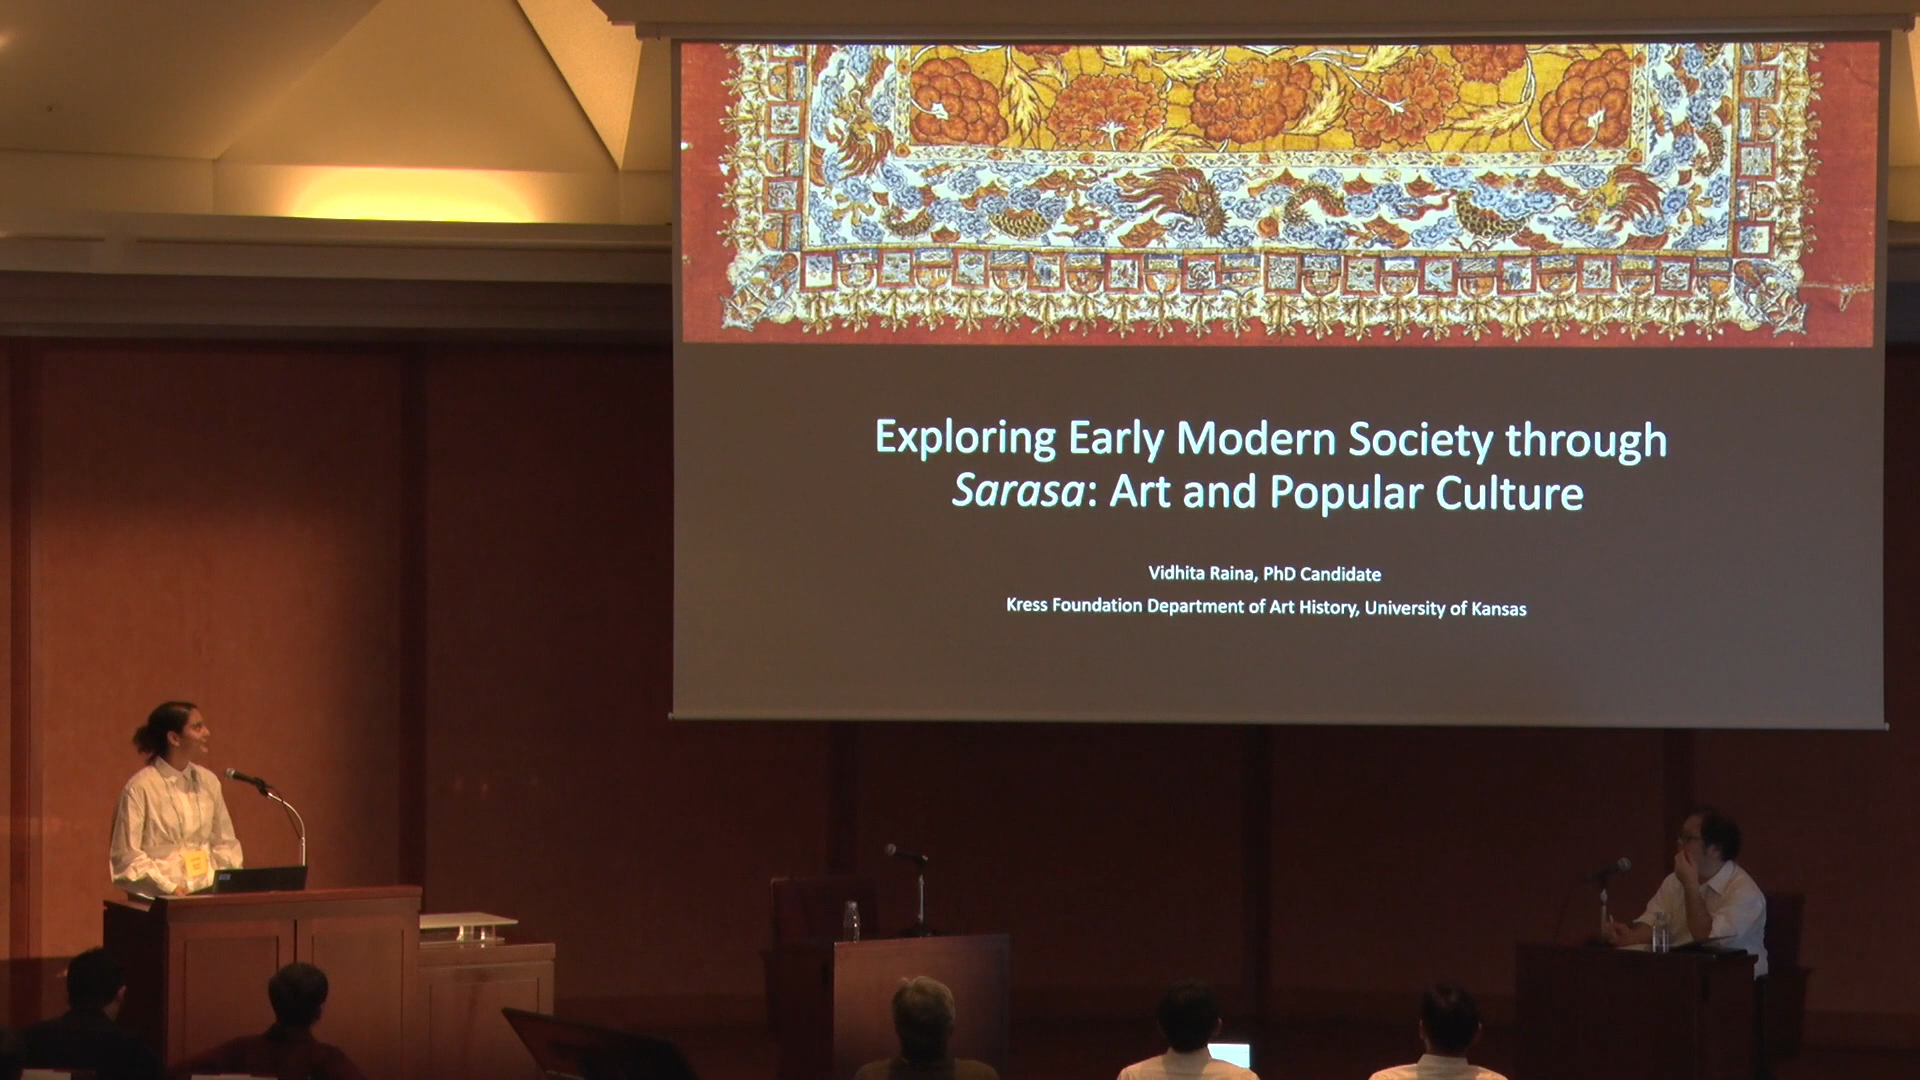 Exploring Early Modern Society through
Sarasa: Art and Popular Culture
Vidhita Raina, PhD Candidate
Kress Foundation Department of Art History, University of Kansas